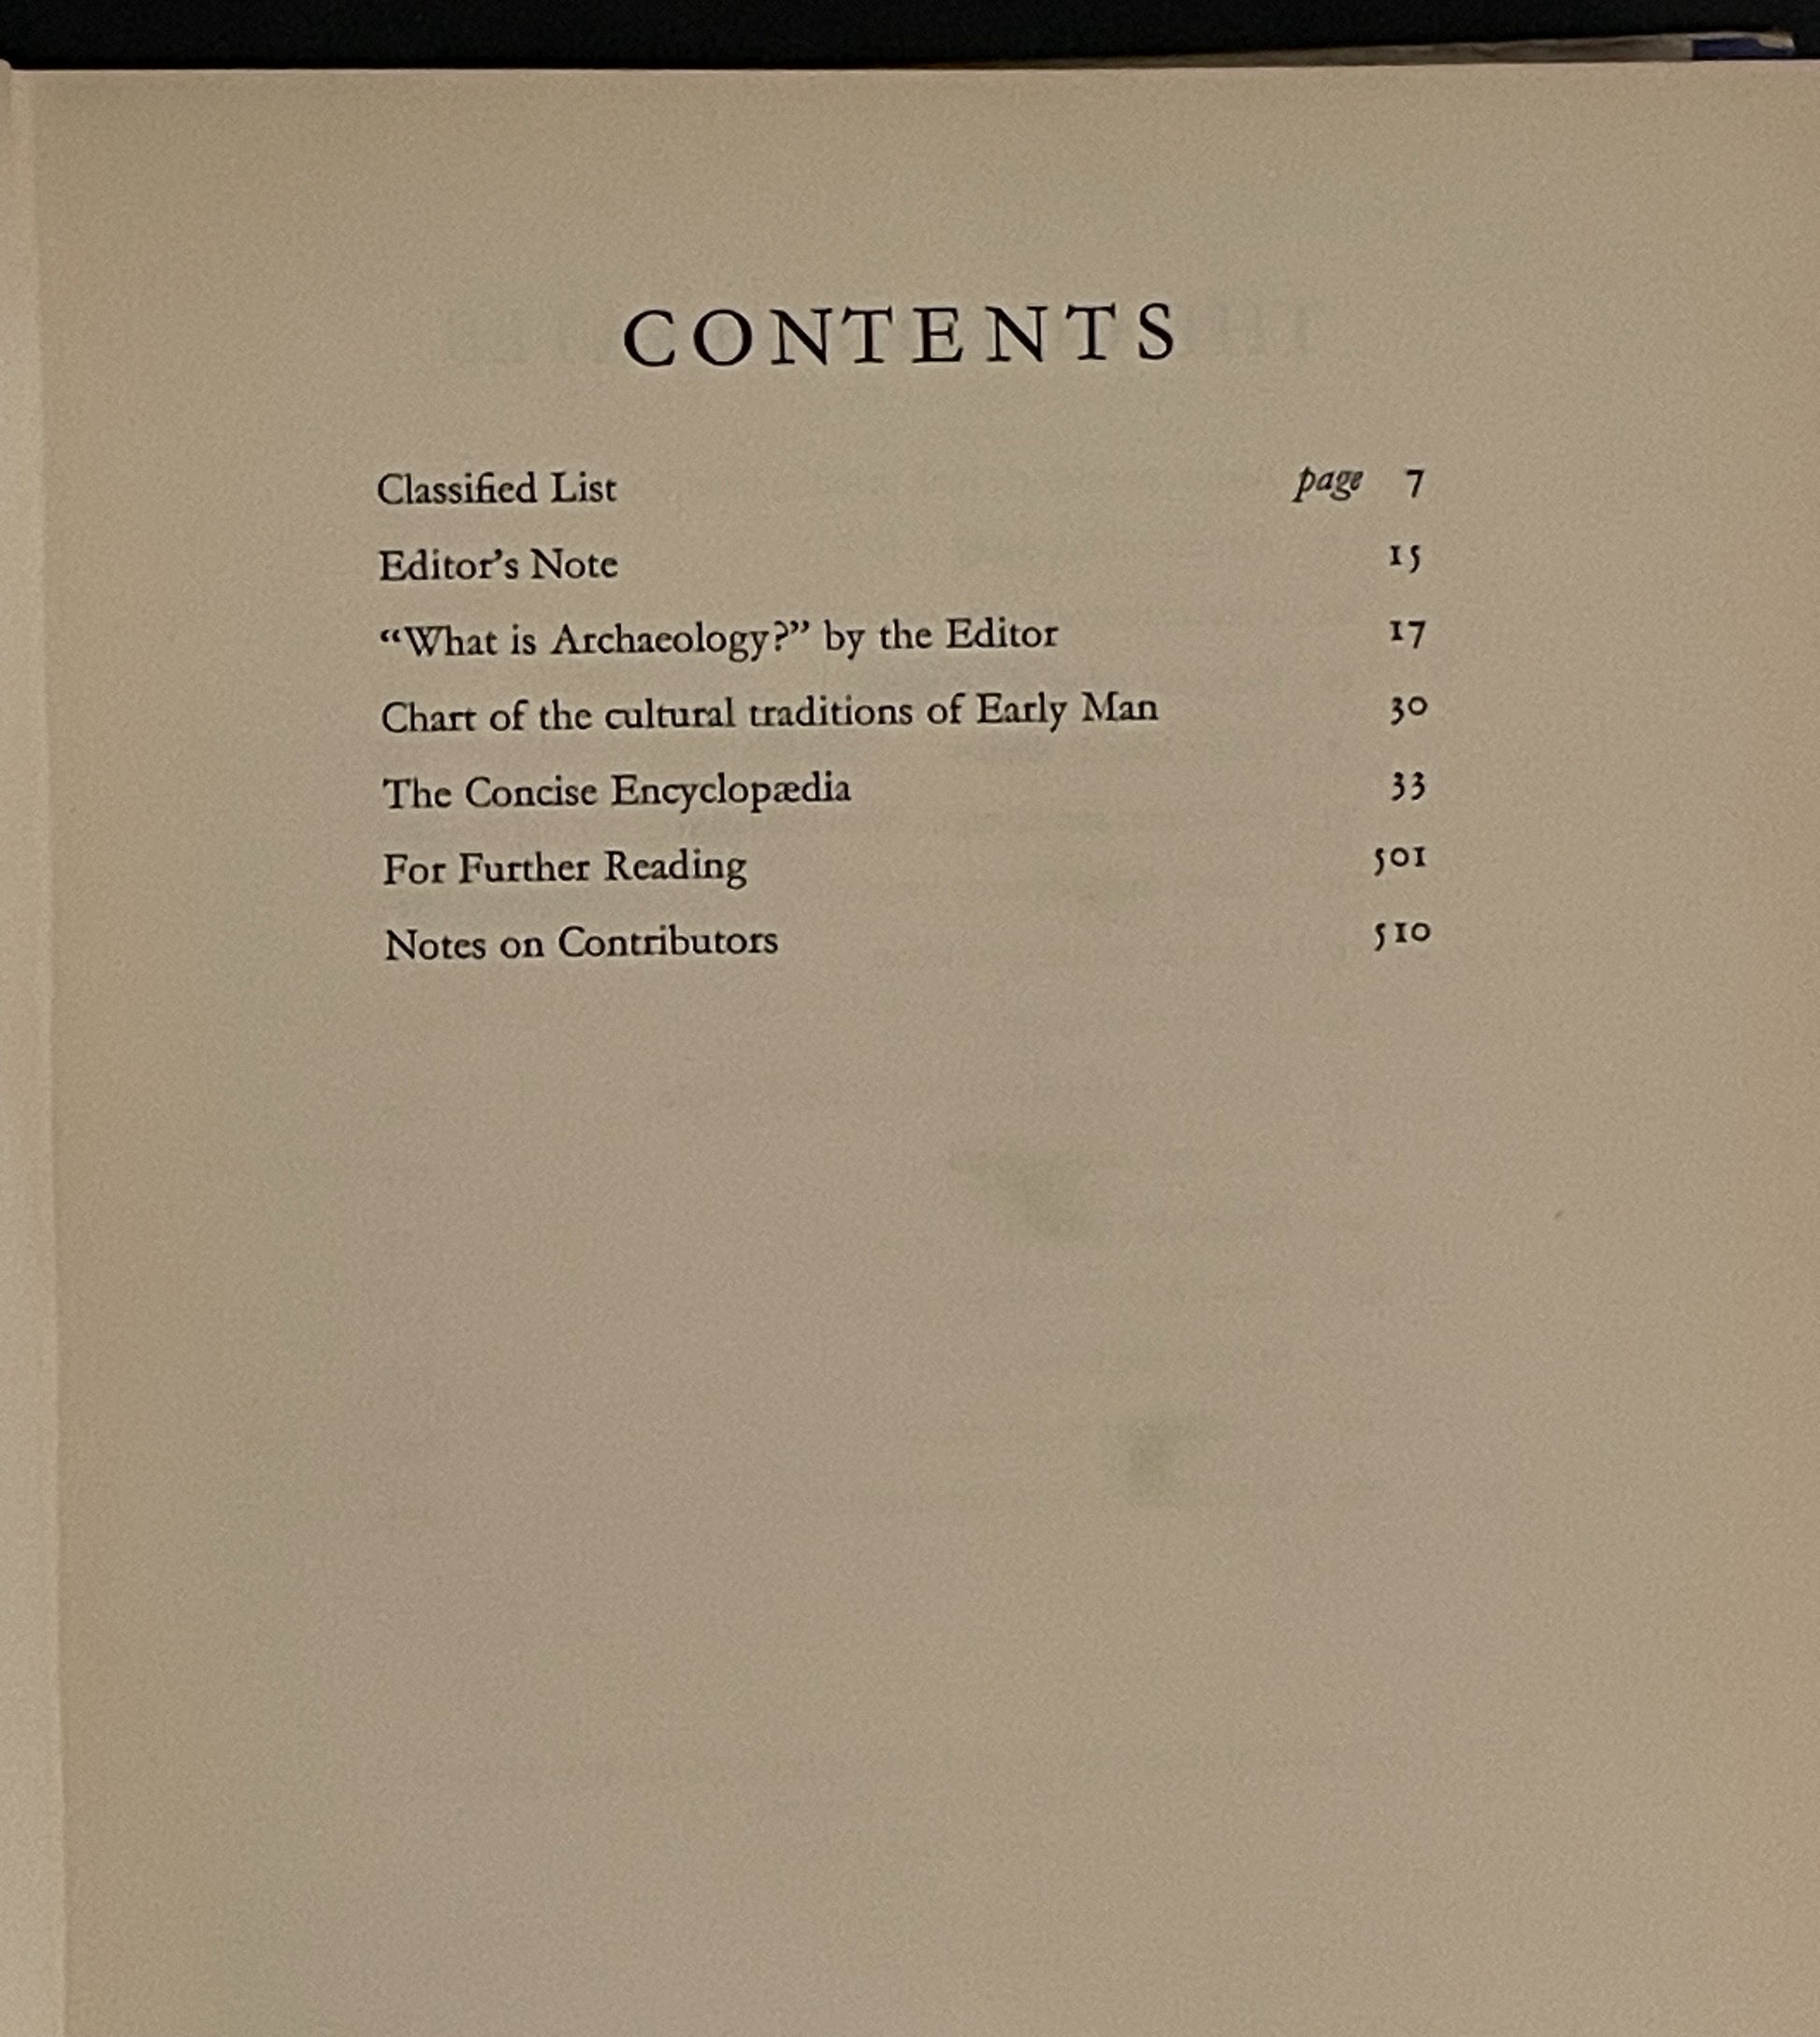 CONTENTS
Classified List page 7
Editor’s Note 15
“What is Archaeology?” by the Editor 17
Chart of the cultural traditions of Early Man 30
The Concise Encyclopædia 33
For Further Reading 501
Notes on Contributors 510